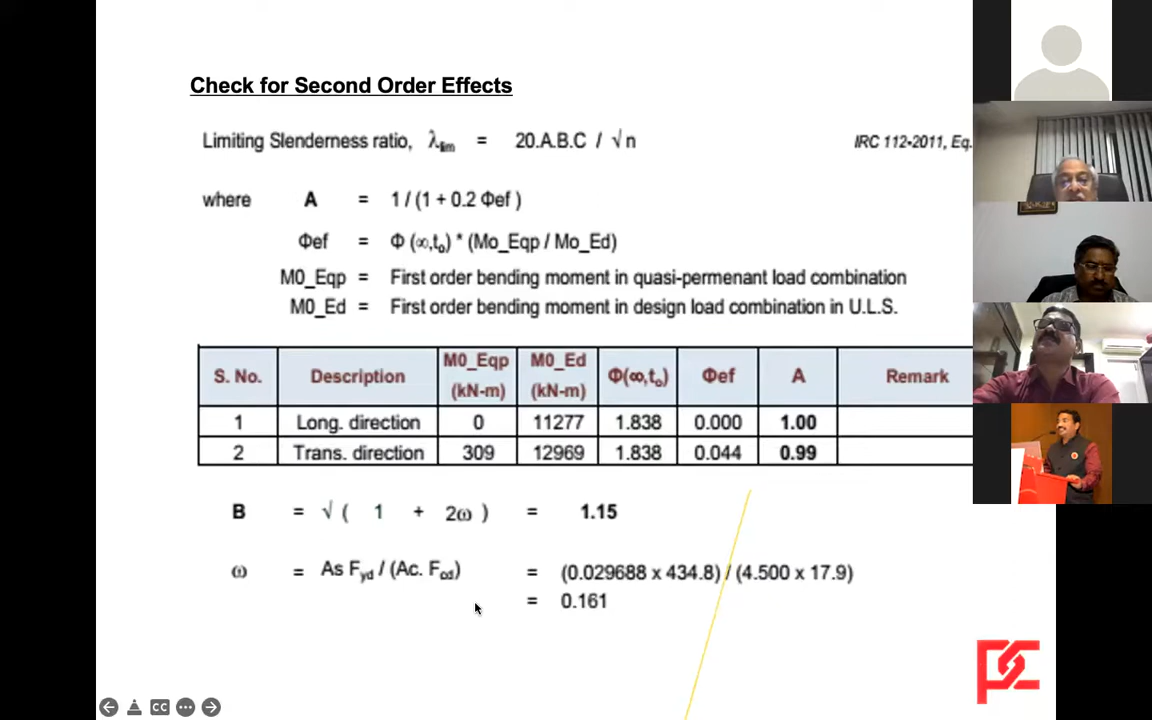 Check for Second Order Effects
Limiting Slenderness ratio, λlim = 20.A.B.C / √ n IRC 112-2011, Eq.
where A = 1 / (1 + 0.2 Φef )
Φef = Φ (∞,to) * (Mo_Eqp / Mo_Ed)
M0_Eqp = First order bending moment in quasi-permenant load combination
M0_Ed = First order bending moment in design load combination in U.L.S.
S. No. Description M0_Eqp (kN-m) M0_Ed (kN-m) Φ(∞,to) Φef A Remark
1 Long. direction 0 11277 1.838 0.000 1.00
2 Trans. direction 309 12969 1.838 0.044 0.99
B = √ ( 1 + 2ω ) = 1.15
ω = As Fyd / (Ac. Fcd) = (0.029688 x 434.8) / (4.500 x 17.9)
= 0.161
CC